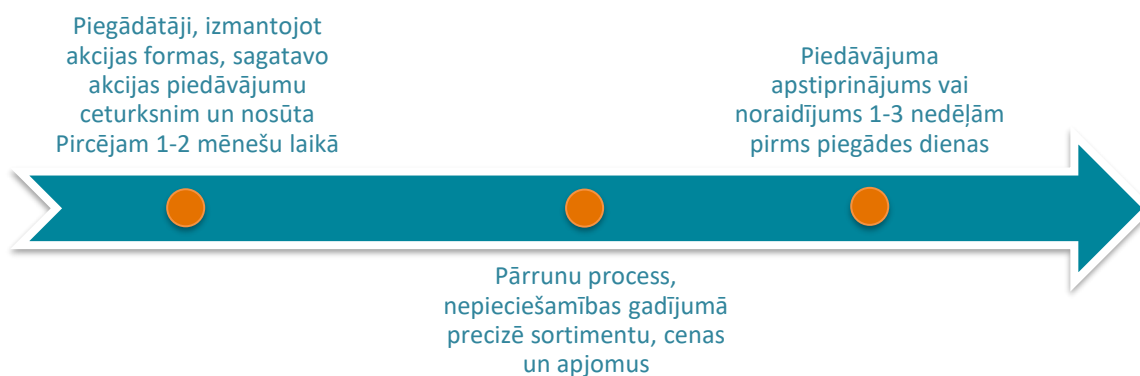 Piegādātāji, izmantojot
akcijas formas, sagatavo
akcijas piedāvājumu
ceturksnim un nosūta
Pircējam 1-2 mēnešu laikā
Pārrunu process,
nepieciešamības gadījumā
precizē sortimentu, cenas
un apjomus
Piedāvājuma
apstiprinājums vai
noraidījums 1-3 nedēļām
pirms piegādes dienas